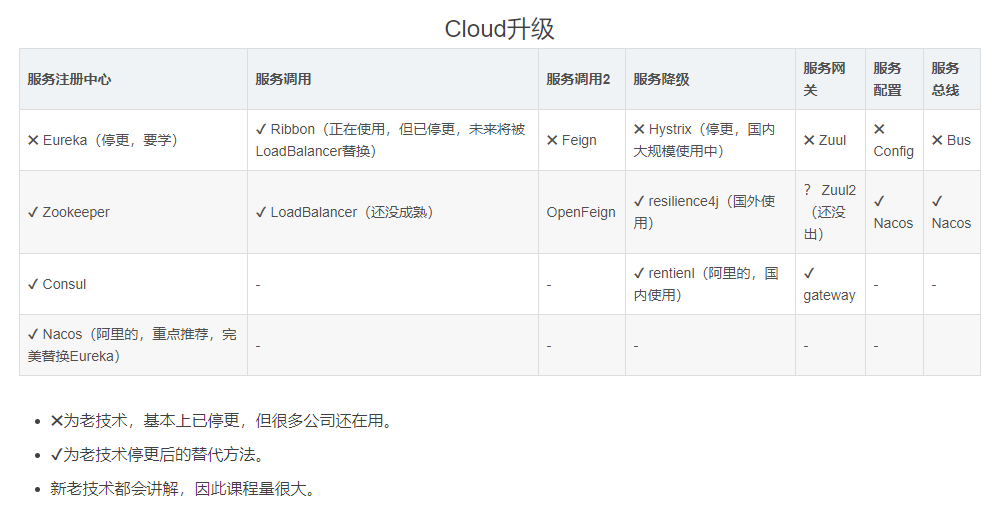 Cloud升级
服务注册中心 服务调用 服务调用2 服务降级 服务网关 服务配置 服务总线
❌ Eureka（停更，要学） ✔ Ribbon（正在使用，但已停更，未来将被LoadBalancer替换） ❌ Feign ❌ Hystrix（停更，国内大规模使用中） ❌ Zuul ❌ Config ❌ Bus
✔ Zookeeper ✔ LoadBalancer（还没成熟） OpenFeign ✔ resilience4j（国外使用） ？ Zuul2（还没出） ✔ Nacos ✔ Nacos
✔ Consul - - ✔ rentienl（阿里的，国内使用） ✔ gateway - -
✔ Nacos（阿里的，重点推荐，完美替换Eureka） - - - - -
• ❌为老技术，基本上已停更，但很多公司还在用。
• ✔为老技术停更后的替代方法。
• 新老技术都会讲解，因此课程量很大。